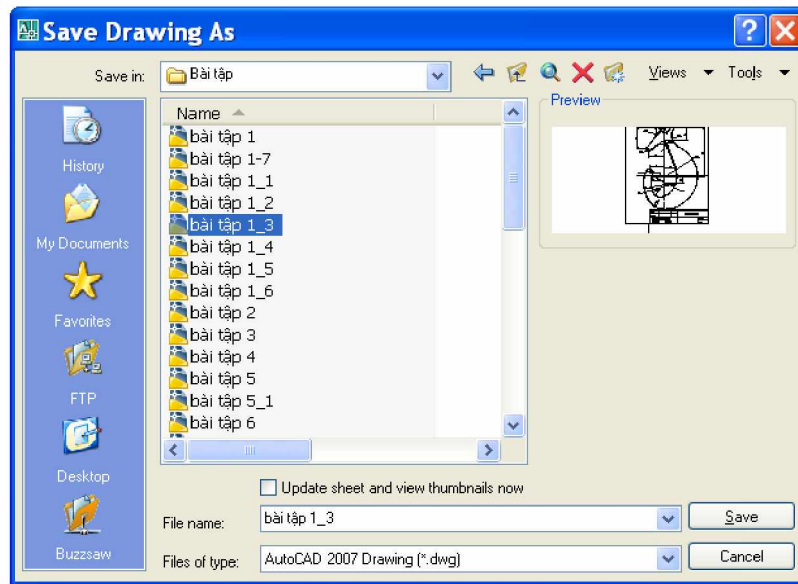 Save Drawing As
Save in: Bài tập Views Tools
History
My Documents
Favorites
FTP
Desktop
Buzzsaw
Name
bài tập 1
bài tập 1-7
bài tập 1_1
bài tập 1_2
bài tập 1_3
bài tập 1_4
bài tập 1_5
bài tập 1_6
bài tập 2
bài tập 3
bài tập 4
bài tập 5
bài tập 5_1
bài tập 6
Preview
Update sheet and view thumbnails now
File name: bài tập 1_3 Save
Files of type: AutoCAD 2007 Drawing (*.dwg) Cancel